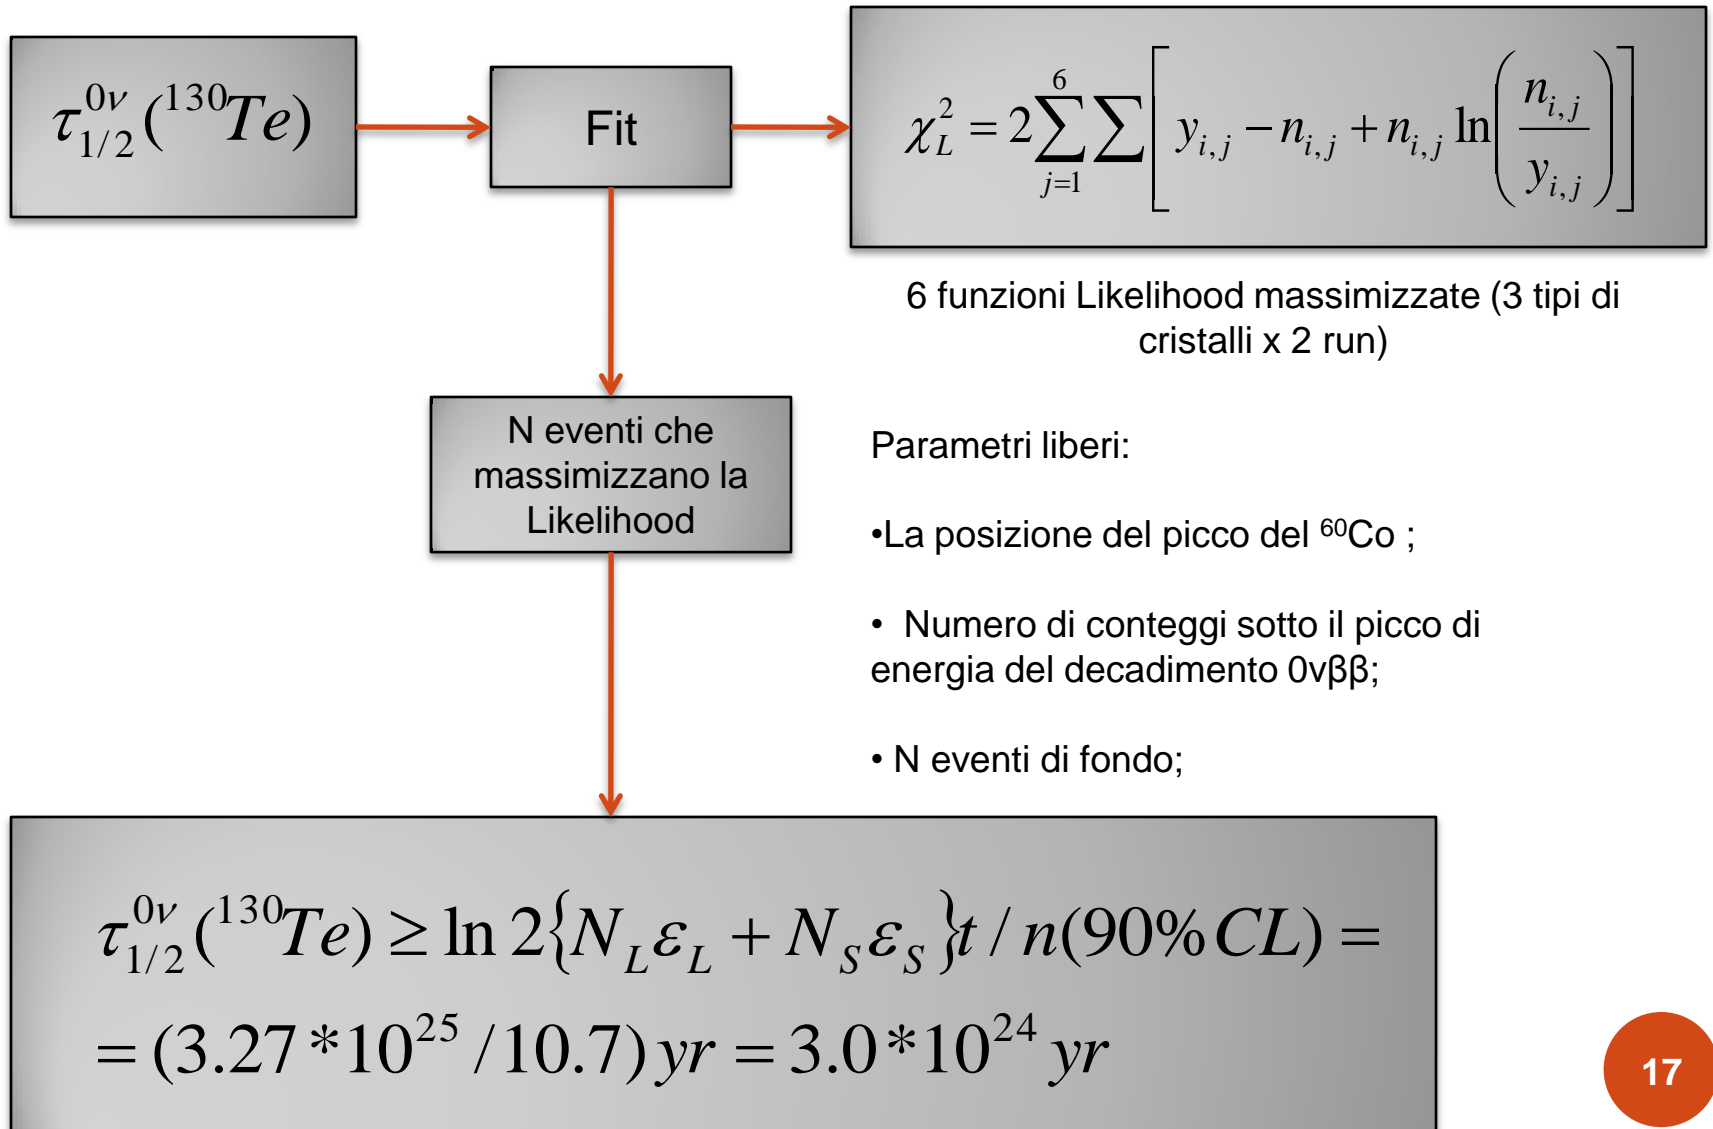 τ_{1/2}^{0ν}(^{130}Te)
Fit
χ_L^2 = 2∑_{j=1}^{6}∑[y_{i,j} − n_{i,j} + n_{i,j} ln(n_{i,j}/y_{i,j})]
6 funzioni Likelihood massimizzate (3 tipi di
cristalli x 2 run)
N eventi che
massimizzano la
Likelihood
Parametri liberi:
•La posizione del picco del ⁶⁰Co ;
• Numero di conteggi sotto il picco di
energia del decadimento 0νββ;
• N eventi di fondo;
τ_{1/2}^{0ν}(^{130}Te) ≥ ln 2{N_L ε_L + N_S ε_S}t / n(90% CL) =
= (3.27 *10^{25} /10.7) yr = 3.0 *10^{24} yr
17